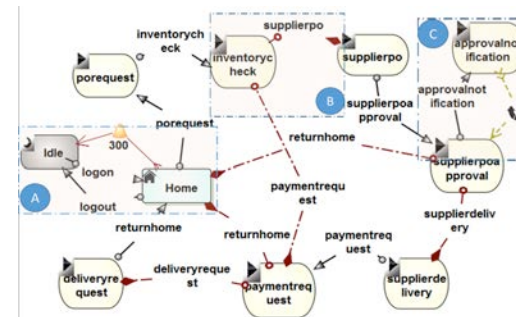 supplierpo
C
inventorych
eck
approvalnot
ification
inventoryc
heck
supplierpo
porequest
B
approvalnot
ification
supplierpoa
pproval
porequest
returnhome
300
Idle
supplierpoa
pproval
logon
Home
A
logout
paymentrequ
est
supplierdeliv
ery
returnhome
returnhome
paymentreq
uest
deliveryreque
st
deliveryre
quest
paymentreq
uest
supplierde
livery